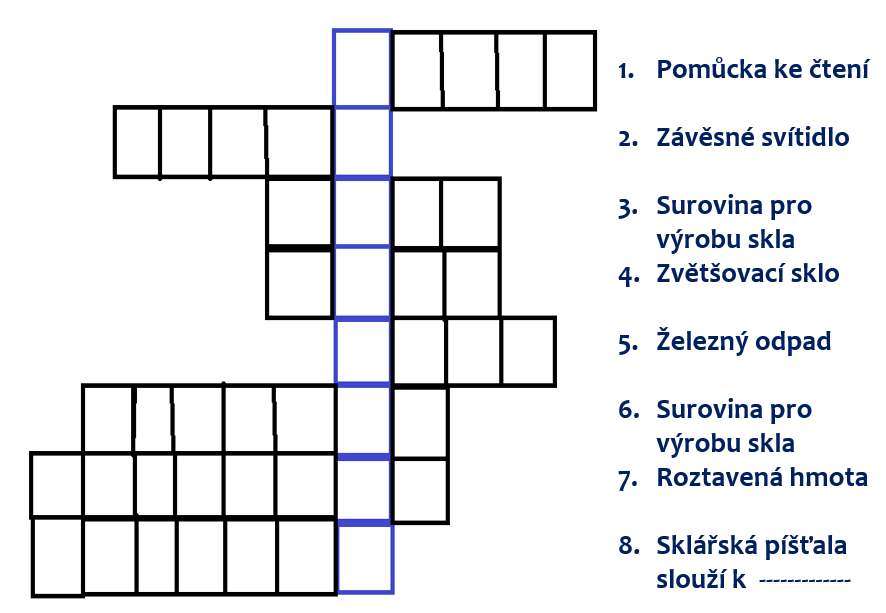 1. Pomůcka ke čtení
2. Závěsné svítidlo
3. Surovina pro
výrobu skla
4. Zvětšovací sklo
5. Železný odpad
6. Surovina pro
výrobu skla
7. Roztavená hmota
8. Sklářská píšťala
slouží k -------------